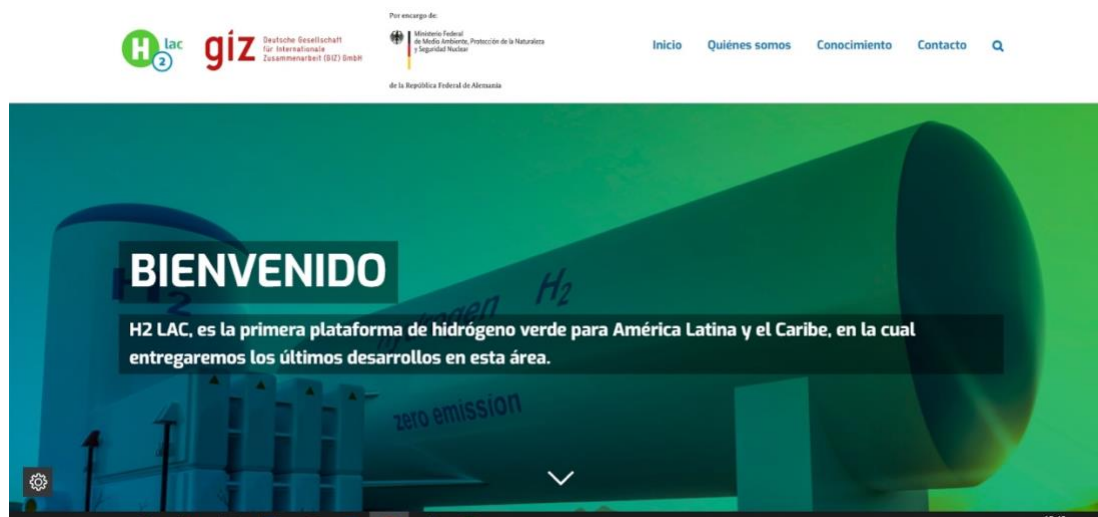 H2 lac
giz Deutsche Gesellschaft
für Internationale
Zusammenarbeit (GIZ) GmbH
Por encargo de:
Ministerio Federal
de Medio Ambiente, Protección de la Naturaleza
y Seguridad Nuclear
de la República Federal de Alemania
Inicio Quiénes somos Conocimiento Contacto
BIENVENIDO
H2
hydrogen H2
H2 LAC, es la primera plataforma de hidrógeno verde para América Latina y el Caribe, en la cual
entregaremos los últimos desarrollos en esta área.
zero emission